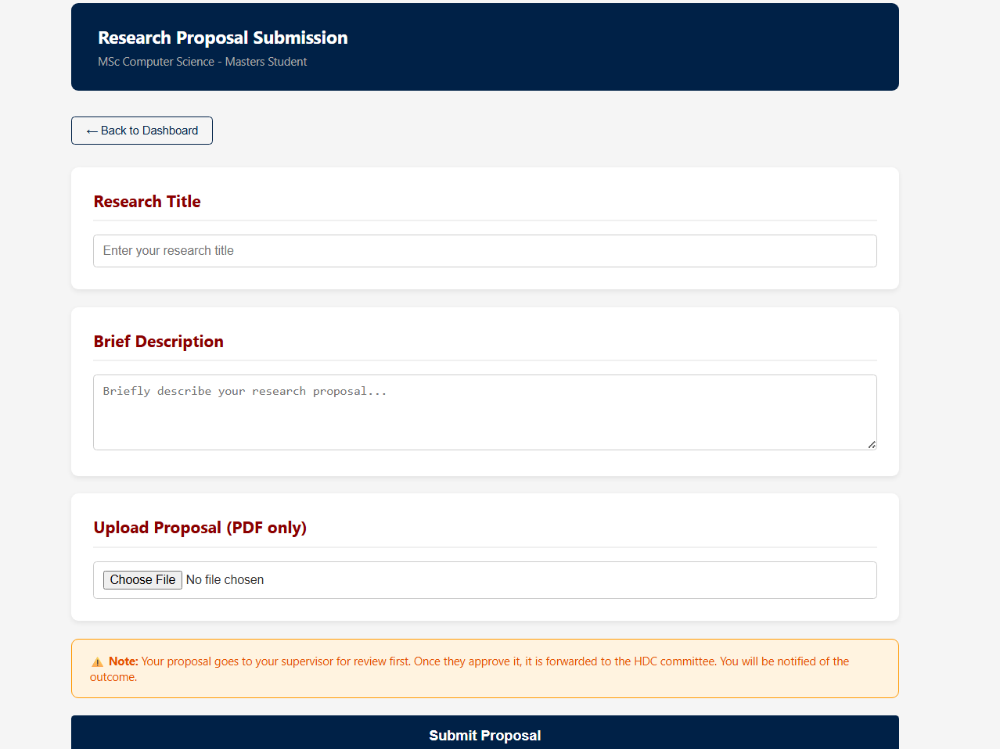 Research Proposal Submission
MSc Computer Science - Masters Student
← Back to Dashboard
Research Title
Enter your research title
Brief Description
Briefly describe your research proposal...
Upload Proposal (PDF only)
Choose File No file chosen
⚠ Note: Your proposal goes to your supervisor for review first. Once they approve it, it is forwarded to the HDC committee. You will be notified of the
outcome.
Submit Proposal